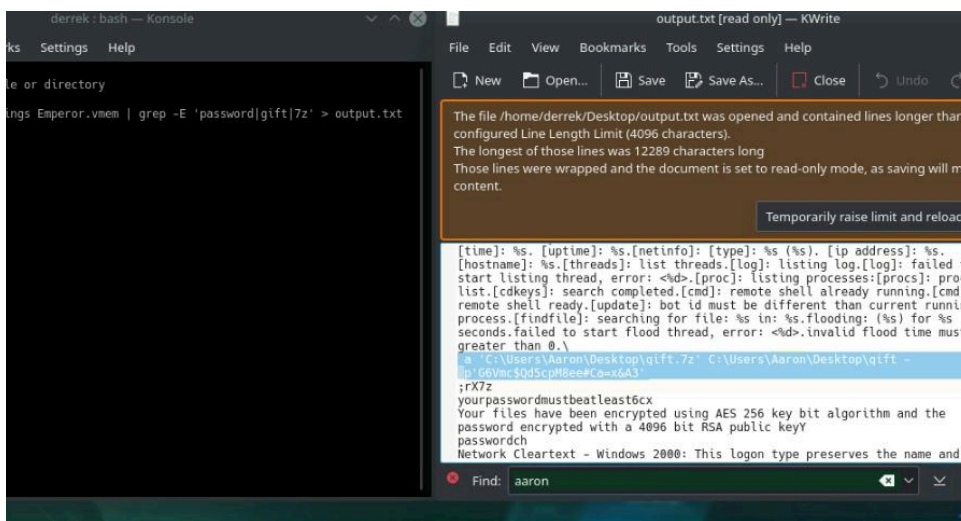 derrek : bash — Konsole
ks Settings Help
le or directory
ings Emperor.vmem | grep -E 'password|gift|7z' > output.txt
output.txt [read only] — KWrite
File Edit View Bookmarks Tools Settings Help
New Open... Save Save As... Close Undo
The file /home/derrek/Desktop/output.txt was opened and contained lines longer than
configured Line Length Limit (4096 characters).
The longest of those lines was 12289 characters long
Those lines were wrapped and the document is set to read-only mode, as saving will m
content.
Temporarily raise limit and reload
[time]: %s. [uptime]: %s.[netinfo]: [type]: %s (%s). [ip address]: %s.
[hostname]: %s.[threads]: list threads.[log]: listing log.[log]: failed
start listing thread, error: <%d>.[proc]: listing processes:[procs]: pro
list.[cdkeys]: search completed.[cmd]: remote shell already running.[cmd
remote shell ready.[update]: bot id must be different than current runni
process.[findfile]: searching for file: %s in: %s.flooding: (%s) for %s
seconds.failed to start flood thread, error: <%d>.invalid flood time mus
greater than 0.\
a 'C:\Users\Aaron\Desktop\gift.7z' C:\Users\Aaron\Desktop\gift -
p'G6Vmc$Qd5cpM8ee#Ca=x&A3'
;rX7z
yourpasswordmustbeatleast6cx
Your files have been encrypted using AES 256 key bit algorithm and the
password encrypted with a 4096 bit RSA public keyY
passwordch
Network Cleartext - Windows 2000: This logon type preserves the name and
Find: aaron